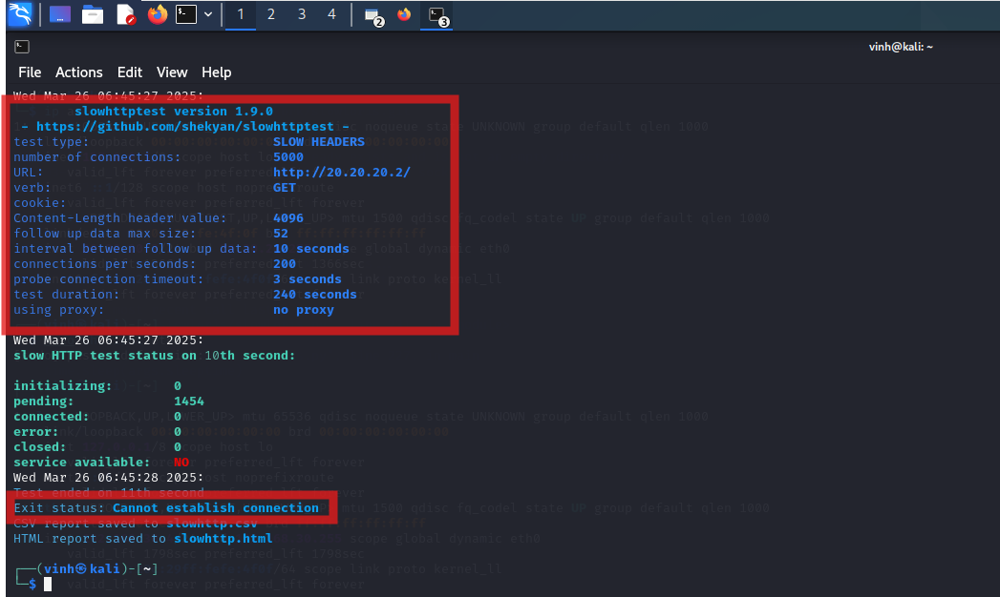 1 2 3 4 2 3
vinh@kali: ~
File Actions Edit View Help
Wed Mar 26 06:45:27 2025:
slowhttptest version 1.9.0
- https://github.com/shekyan/slowhttptest -
test type: SLOW HEADERS
number of connections: 5000
URL: http://20.20.20.2/
verb: GET
cookie:
Content-Length header value: 4096
follow up data max size: 52
interval between follow up data: 10 seconds
connections per seconds: 200
probe connection timeout: 3 seconds
test duration: 240 seconds
using proxy: no proxy
Wed Mar 26 06:45:27 2025:
slow HTTP test status on 10th second:
initializing: 0
pending: 1454
connected: 0
error: 0
closed: 0
service available: NO
Wed Mar 26 06:45:28 2025:
Test ended on 11th second
Exit status: Cannot establish connection
CSV report saved to slowhttp.csv
HTML report saved to slowhttp.html
┌──(vinh㉿kali)-[~]
└─$